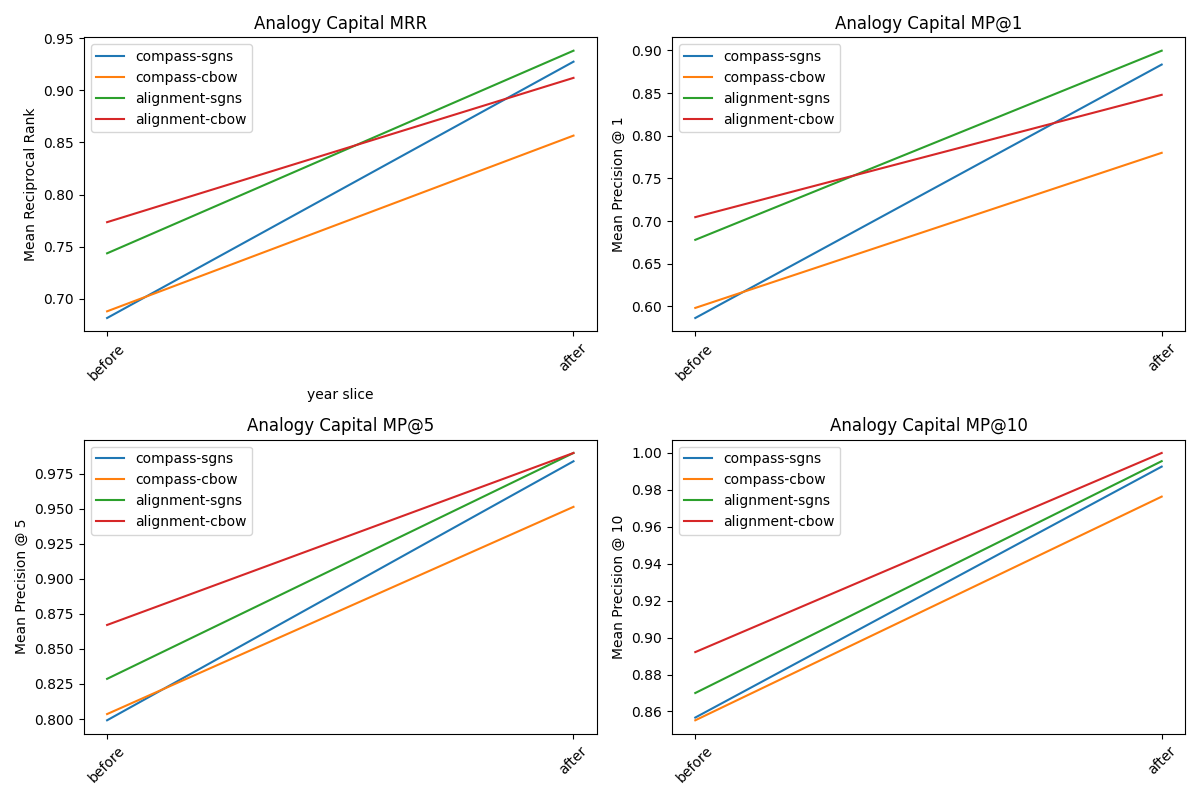 Analogy Capital MRR
0.95
0.90
0.85
0.80
0.75
0.70
Mean Reciprocal Rank
compass-sgns
compass-cbow
alignment-sgns
alignment-cbow
before
after
year slice
Analogy Capital MP@1
0.90
0.85
0.80
0.75
0.70
0.65
0.60
Mean Precision @ 1
compass-sgns
compass-cbow
alignment-sgns
alignment-cbow
before
after
Analogy Capital MP@5
0.975
0.950
0.925
0.900
0.875
0.850
0.825
0.800
Mean Precision @ 5
compass-sgns
compass-cbow
alignment-sgns
alignment-cbow
before
after
Analogy Capital MP@10
1.00
0.98
0.96
0.94
0.92
0.90
0.88
0.86
Mean Precision @ 10
compass-sgns
compass-cbow
alignment-sgns
alignment-cbow
before
after